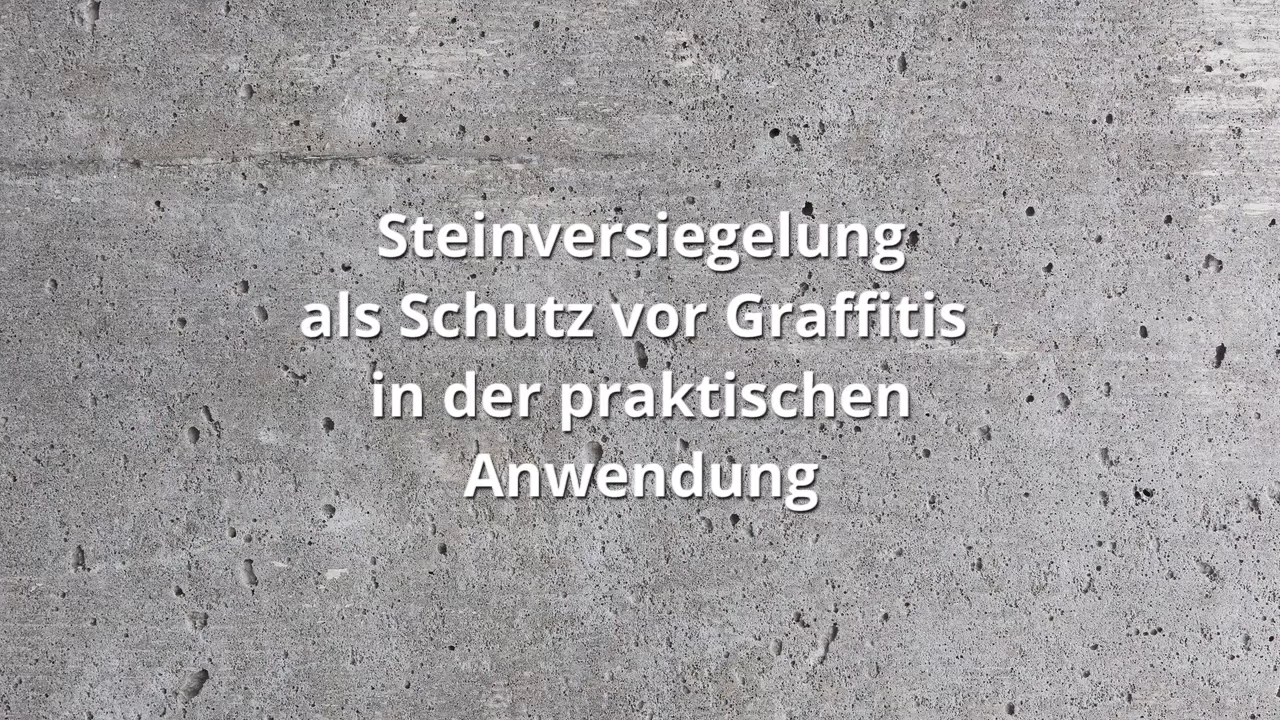 Steinversiegelung
als Schutz vor Graffitis
in der praktischen
Anwendung